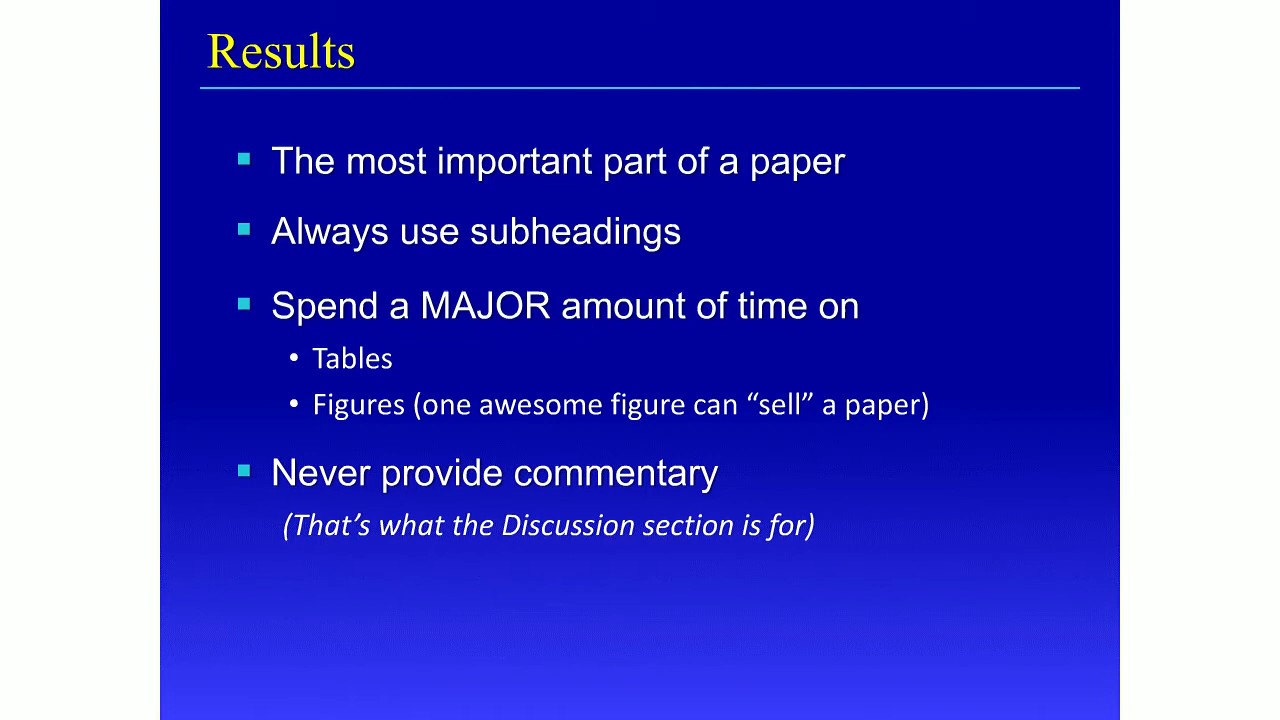 Results
The most important part of a paper
Always use subheadings
Spend a MAJOR amount of time on
Tables
Figures (one awesome figure can “sell” a paper)
Never provide commentary
(That’s what the Discussion section is for)